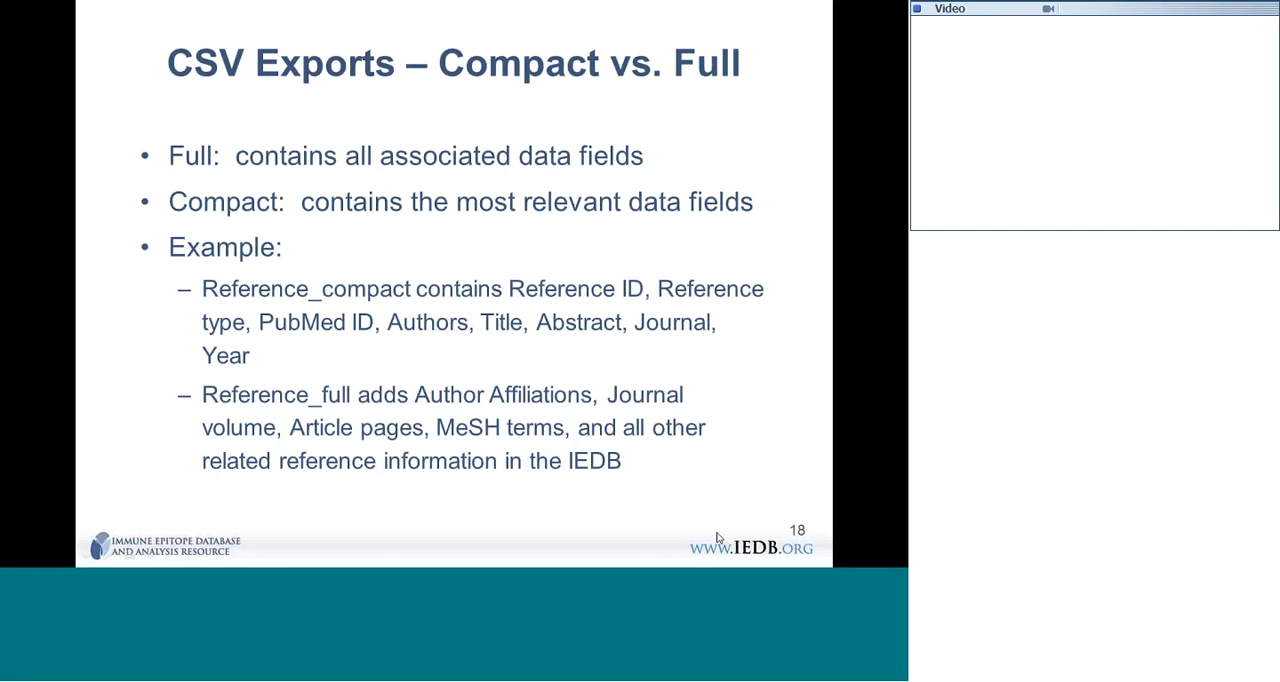 Video
CSV Exports – Compact vs. Full
• Full: contains all associated data fields
• Compact: contains the most relevant data fields
• Example:
– Reference_compact contains Reference ID, Reference
type, PubMed ID, Authors, Title, Abstract, Journal,
Year
– Reference_full adds Author Affiliations, Journal
volume, Article pages, MeSH terms, and all other
related reference information in the IEDB
18
IMMUNE EPITOPE DATABASE
AND ANALYSIS RESOURCE
WWW.IEDB.ORG